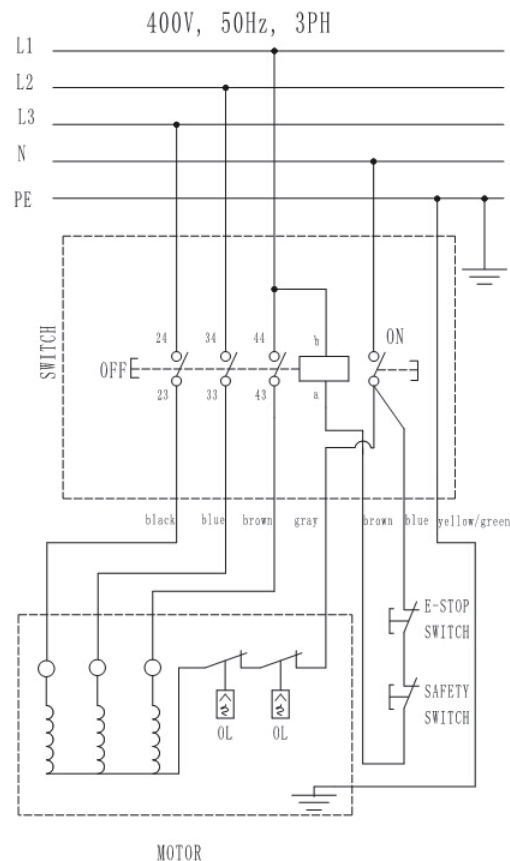 400V, 50Hz, 3PH
L1
L2
L3
N
PE
SWITCH
24
34
44
b
ON
OFF
23
33
43
a
black
blue
brown
gray
brown
blue
yellow/green
E-STOP
SWITCH
SAFETY
SWITCH
OL
OL
MOTOR